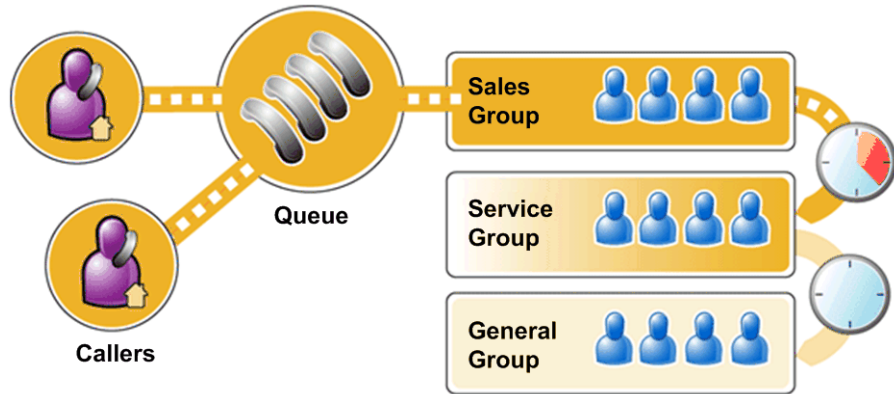 Sales
Group
Queue
Service
Group
Callers
General
Group